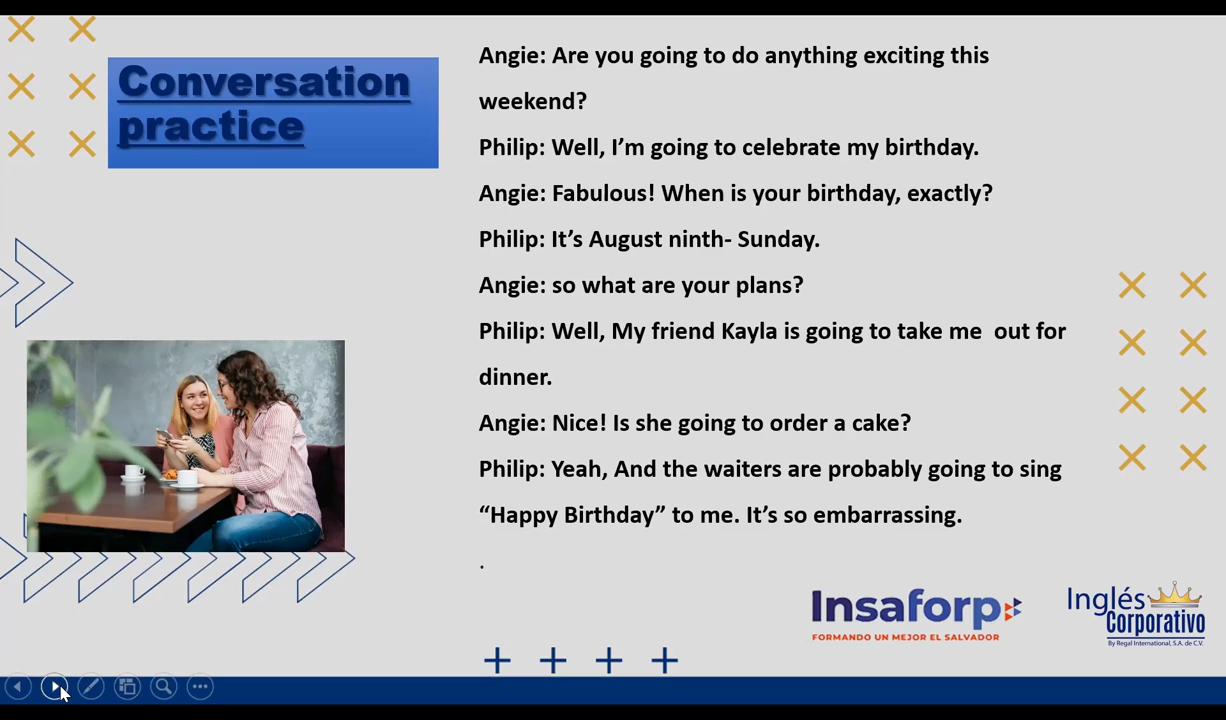 Conversation
practice
Angie: Are you going to do anything exciting this
weekend?
Philip: Well, I’m going to celebrate my birthday.
Angie: Fabulous! When is your birthday, exactly?
Philip: It’s August ninth- Sunday.
Angie: so what are your plans?
Philip: Well, My friend Kayla is going to take me  out for
dinner.
Angie: Nice! Is she going to order a cake?
Philip: Yeah, And the waiters are probably going to sing
“Happy Birthday” to me. It’s so embarrassing.
.
Insaforp
FORMANDO UN MEJOR EL SALVADOR
Inglés
Corporativo
By Regal International, S.A. de C.V.